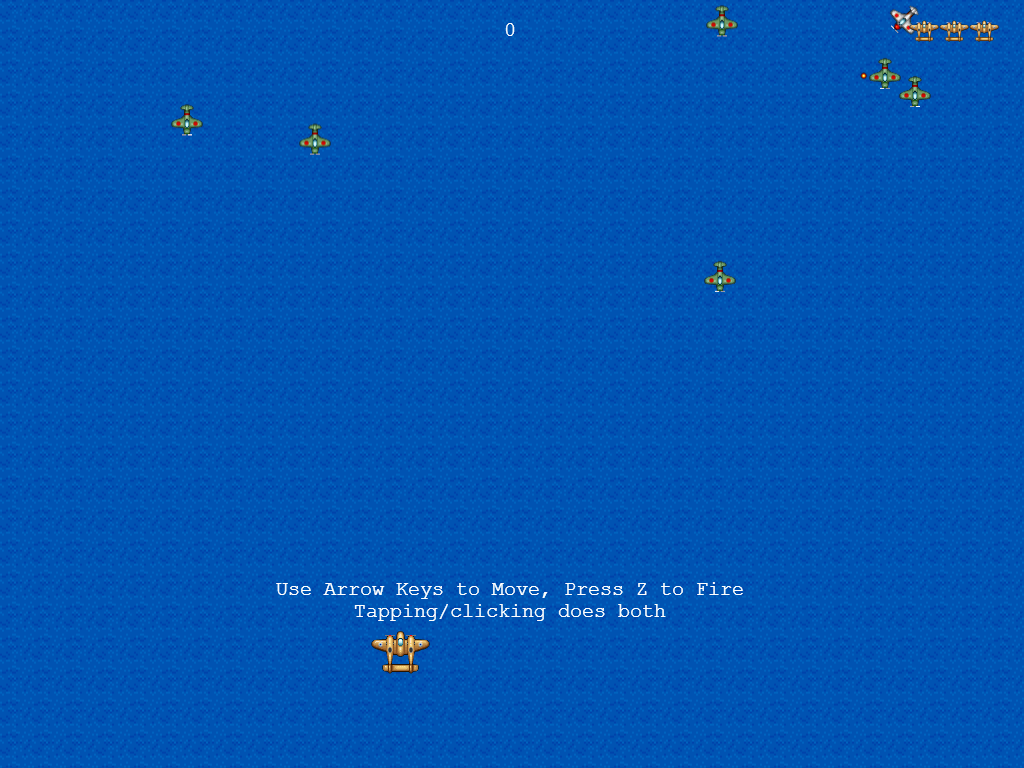 0
Use Arrow Keys to Move, Press Z to Fire
Tapping/clicking does both